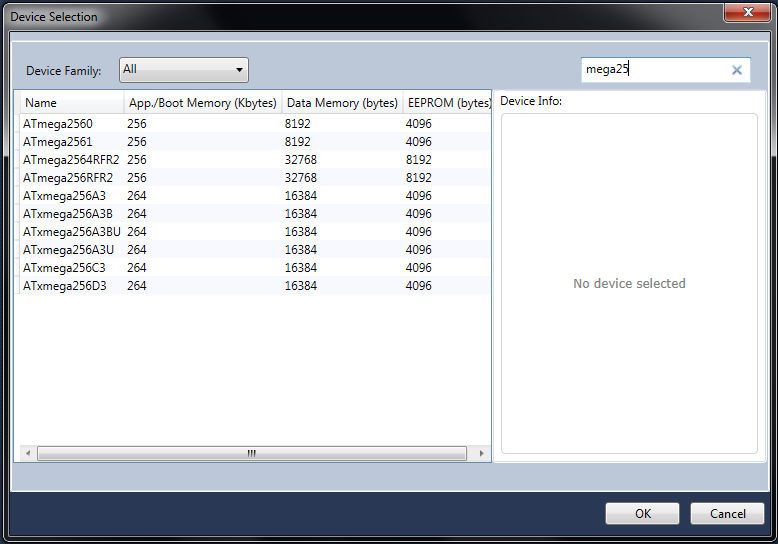 Device Selection
Device Family: All mega25
Name App./Boot Memory (Kbytes) Data Memory (bytes) EEPROM (bytes) Device Info:
ATmega2560 256 8192 4096
ATmega2561 256 8192 4096
ATmega2564RFR2 256 32768 8192
ATmega256RFR2 256 32768 8192
ATxmega256A3 264 16384 4096
ATxmega256A3B 264 16384 4096
ATxmega256A3BU 264 16384 4096
ATxmega256A3U 264 16384 4096
ATxmega256C3 264 16384 4096
ATxmega256D3 264 16384 4096
No device selected
OK Cancel